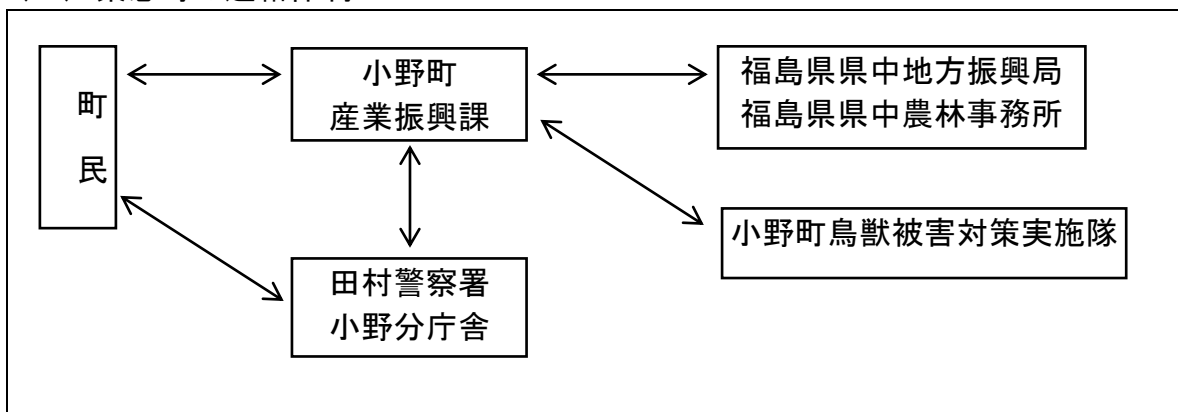 町
民
小野町
産業振興課
福島県県中地方振興局
福島県県中農林事務所
小野町鳥獣被害対策実施隊
田村警察署
小野分庁舎